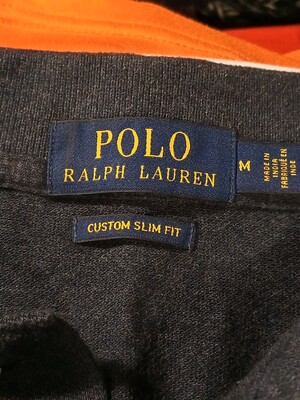 POLO
RALPH LAUREN
M
MADE IN
INDIA
FABRIQUÉ EN
INDE
CUSTOM SLIM FIT